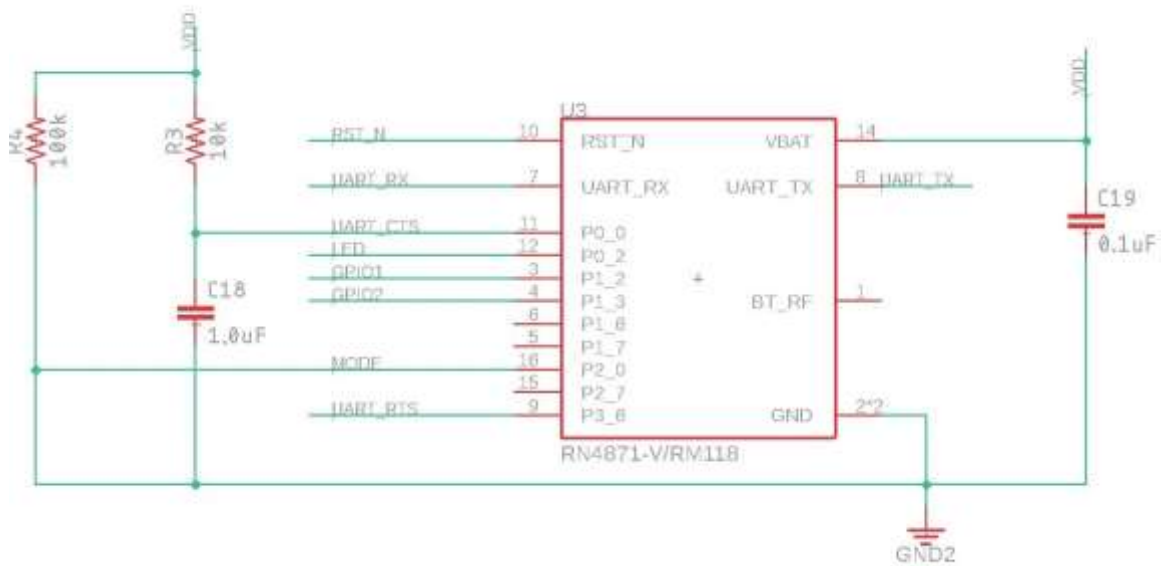 VDD
R4
100k
R3
10k
C18
1.0uF
RST_N
UART_RX
UART_CTS
LED
GPIO1
GPIO2
MODE
UART_RTS
U3
10 RST_N
7 UART_RX
11 P0_0
12 P0_2
3 P1_2
4 P1_3
6 P1_6
5 P1_7
16 P2_0
15 P2_7
9 P3_6
VBAT 14
UART_TX 8 UART_TX
BT_RF 1
GND 2*2
RN4871-V/RM118
VDD
C19
0.1uF
GND2